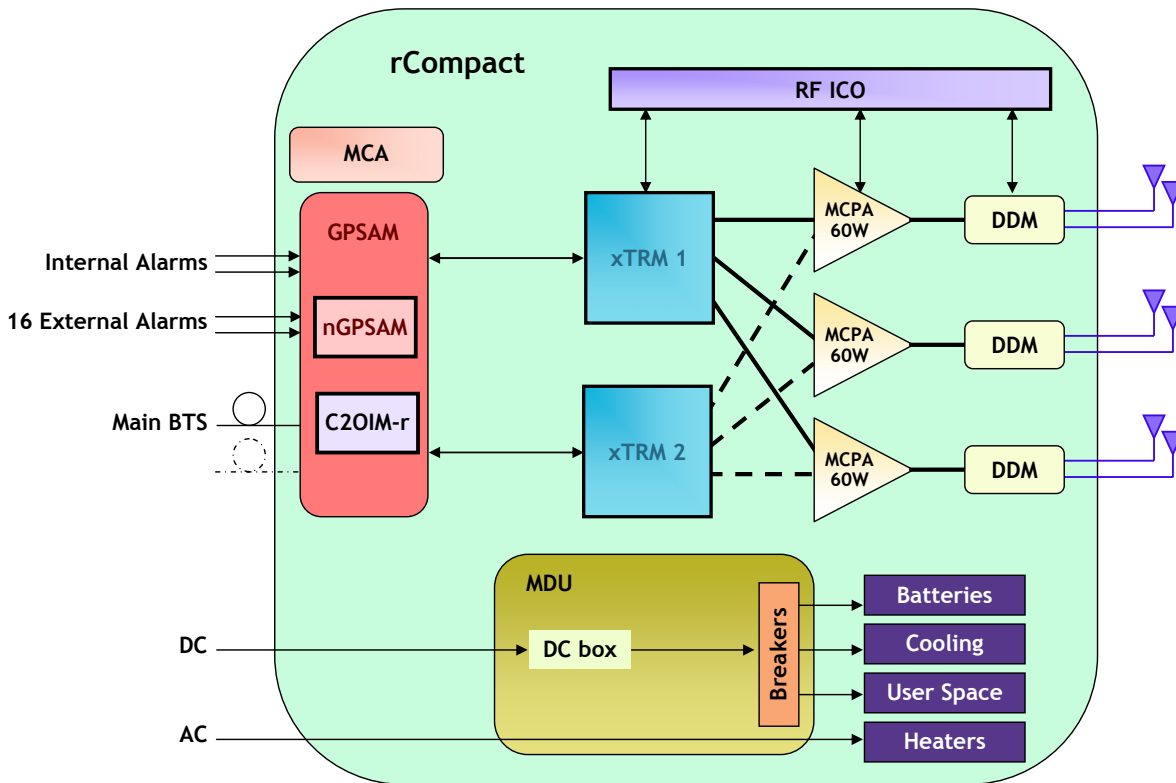 rCompact
RF ICO
MCA
GPSAM
Internal Alarms
16 External Alarms
nGPSAM
Main BTS
C2OIM-r
xTRM 1
xTRM 2
MCPA
60W
DDM
MCPA
60W
DDM
MCPA
60W
DDM
MDU
DC
DC box
Breakers
Batteries
Cooling
User Space
AC
Heaters